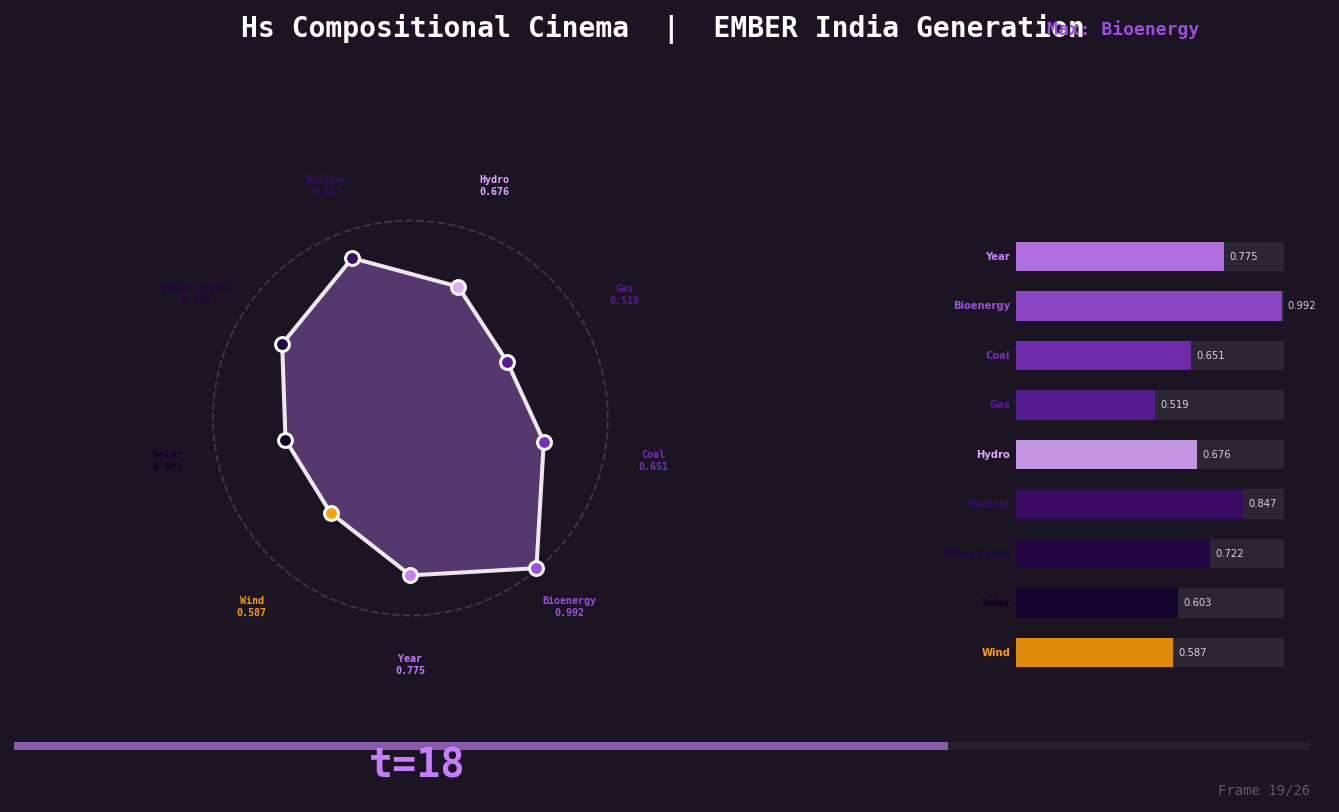 Hs Compositional Cinema | EMBER India Generation
Max: Bioenergy
Nuclear
0.847
Hydro
0.676
Other Fossil
0.722
Gas
0.519
Solar
0.603
Coal
0.651
Wind
0.587
Bioenergy
0.992
Year
0.775
Year 0.775
Bioenergy 0.992
Coal 0.651
Gas 0.519
Hydro 0.676
Nuclear 0.847
Other Fossil 0.722
Solar 0.603
Wind 0.587
t=18
Frame 19/26